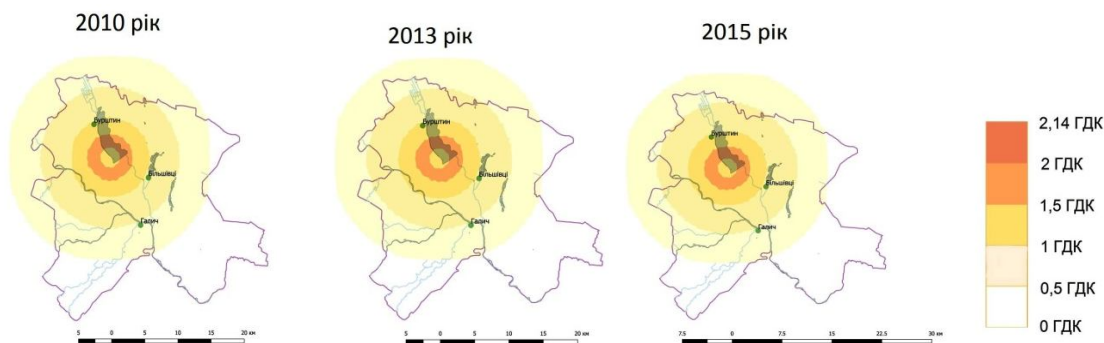 2010 рік
2013 рік
2015 рік
Бурштин
Більшівці
Галич
5 0 5 10 15 20 км
Бурштин
Більшівці
Галич
5 0 5 10 15 20 км
Бурштин
Більшівці
Галич
7.5 0 7.5 15 22.5 30 км
2,14 ГДК
2 ГДК
1,5 ГДК
1 ГДК
0,5 ГДК
0 ГДК